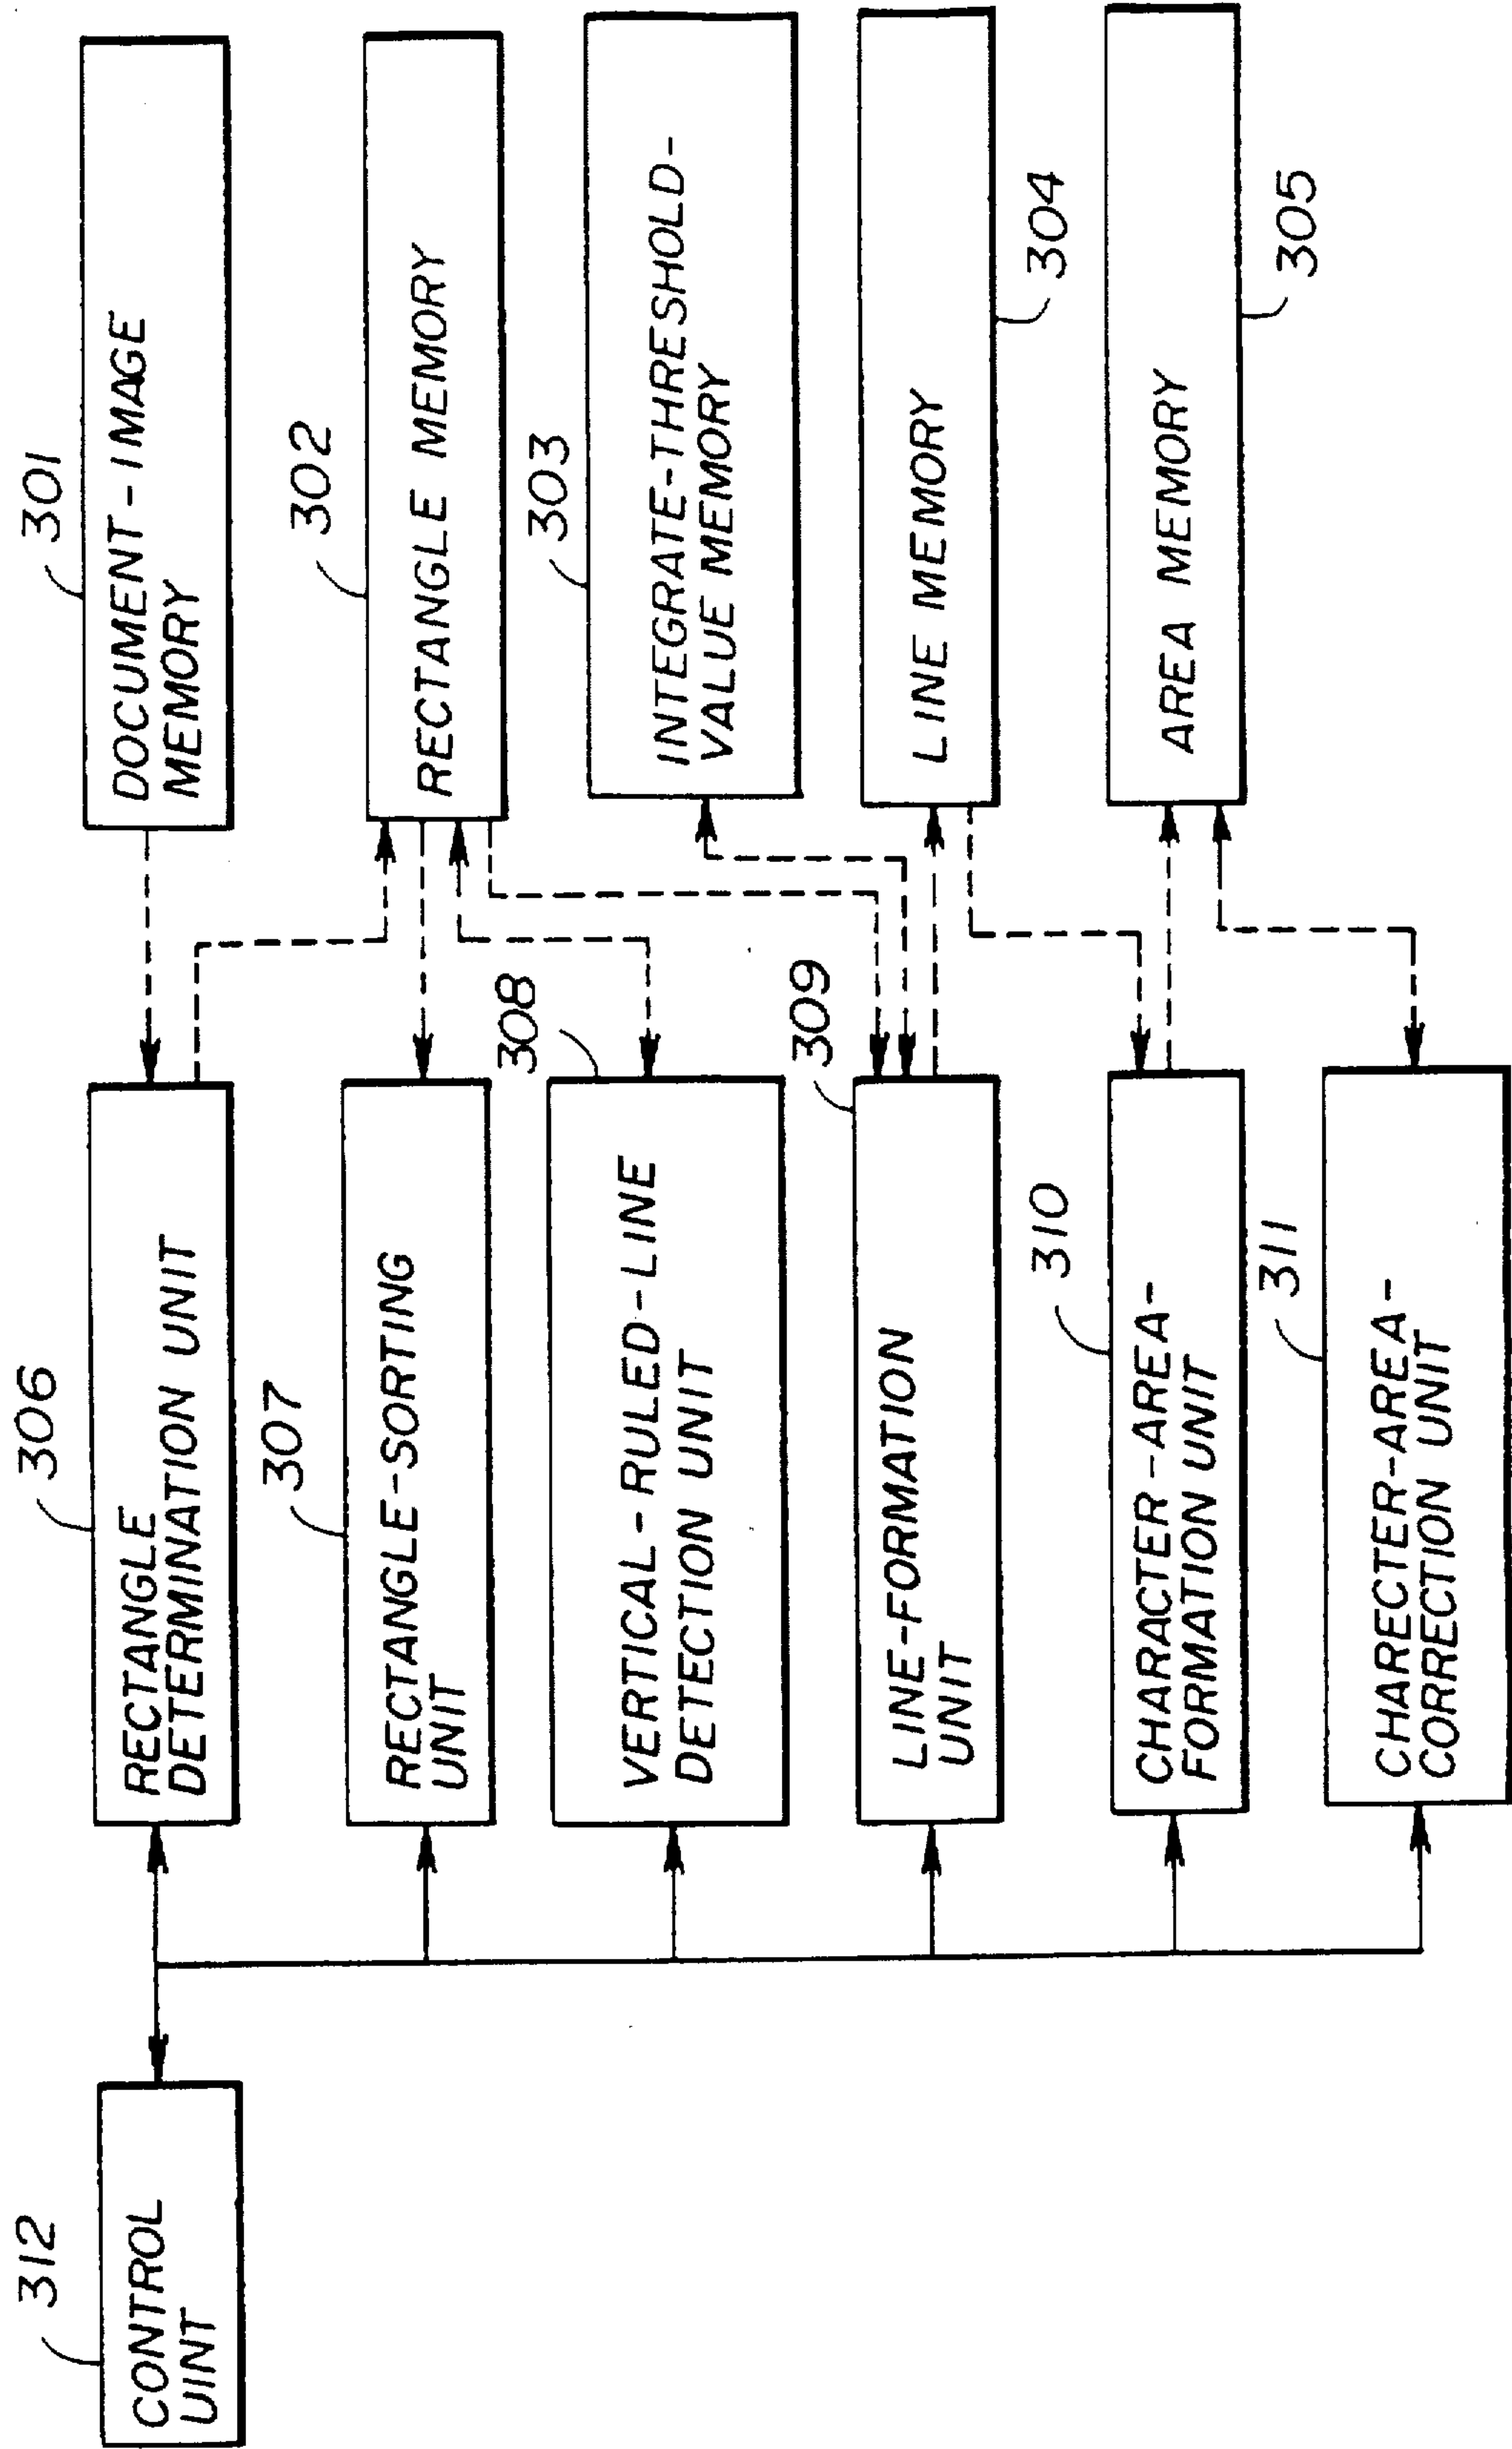 312
CONTROL
UINT
306
RECTANGLE
DETERMINATION UNIT
307
RECTANGLE-SORTING
UNIT
308
VERTICAL-RULED-LINE
DETECTION UNIT
309
LINE-FORMATION
UNIT
310
CHARACTER-AREA-
FORMATION UNIT
311
CHARECTER-AREA-
CORRECTION UNIT
301
DOCUMENT-IMAGE
MEMORY
302
RECTANGLE MEMORY
303
INTEGRATE-THRESHOLD-
VALUE MEMORY
LINE MEMORY
304
AREA MEMORY
305